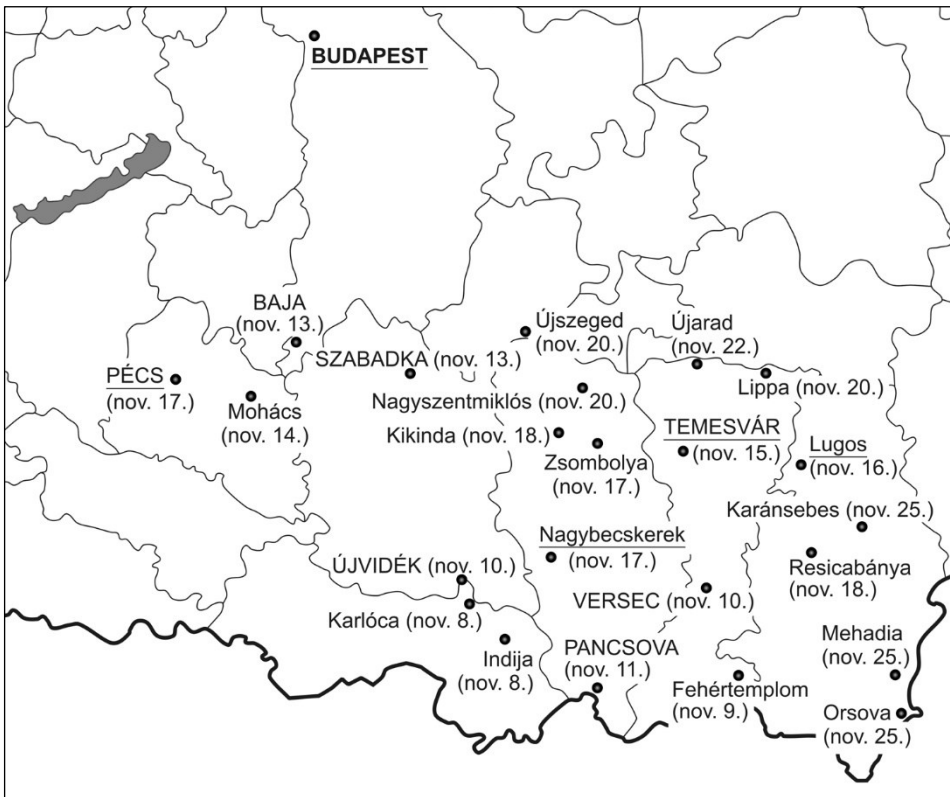 BUDAPEST
BAJA
(nov. 13.)
Újszeged
(nov. 20.)
Újarad
(nov. 22.)
SZABADKA (nov. 13.)
PÉCS
(nov. 17.)
Mohács
(nov. 14.)
Nagyszentmiklós (nov. 20.)
Lippa (nov. 20.)
Kikinda (nov. 18.)
Zsombolya
(nov. 17.)
TEMESVÁR
(nov. 15.)
Lugos
(nov. 16.)
Karánsebes (nov. 25.)
Nagybecskerek
(nov. 17.)
Resicabánya
(nov. 18.)
ÚJVIDÉK (nov. 10.)
VERSEC (nov. 10.)
Karlóca (nov. 8.)
Indija
(nov. 8.)
PANCSOVA
(nov. 11.)
Fehértemplom
(nov. 9.)
Mehadia
(nov. 25.)
Orsova
(nov. 25.)